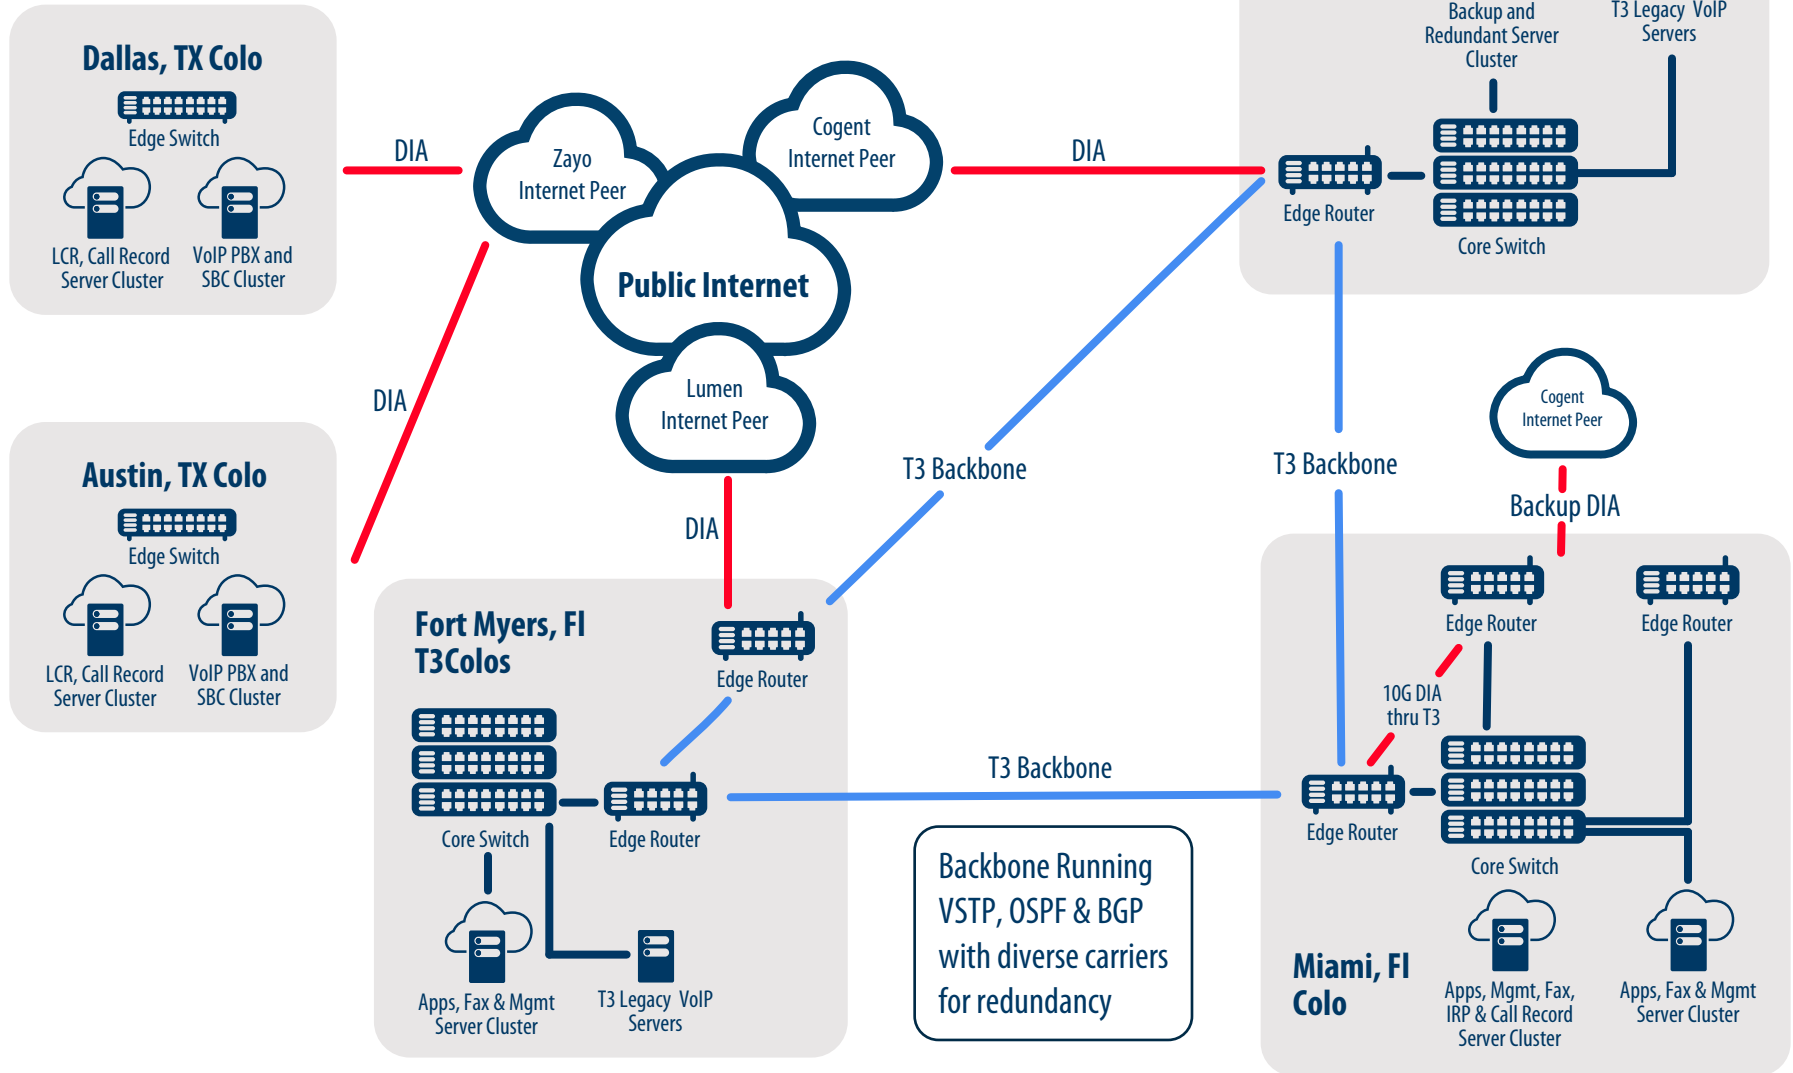 Dallas, TX Colo
Edge Switch
LCR, Call Record
Server Cluster
VoIP PBX and
SBC Cluster
DIA
Zayo
Internet Peer
Cogent
Internet Peer
Public Internet
Lumen
Internet Peer
DIA
Backup and
Redundant Server
Cluster
T3 Legacy VoIP
Servers
Edge Router
Core Switch
DIA
Austin, TX Colo
Edge Switch
LCR, Call Record
Server Cluster
VoIP PBX and
SBC Cluster
DIA
T3 Backbone
T3 Backbone
Cogent
Internet Peer
Backup DIA
Fort Myers, Fl
T3Colos
Edge Router
Core Switch
Edge Router
Apps, Fax & Mgmt
Server Cluster
T3 Legacy VoIP
Servers
T3 Backbone
Backbone Running
VSTP, OSPF & BGP
with diverse carriers
for redundancy
Edge Router
Edge Router
10G DIA
thru T3
Edge Router
Core Switch
Miami, Fl
Colo
Apps, Mgmt, Fax,
IRP & Call Record
Server Cluster
Apps, Fax & Mgmt
Server Cluster